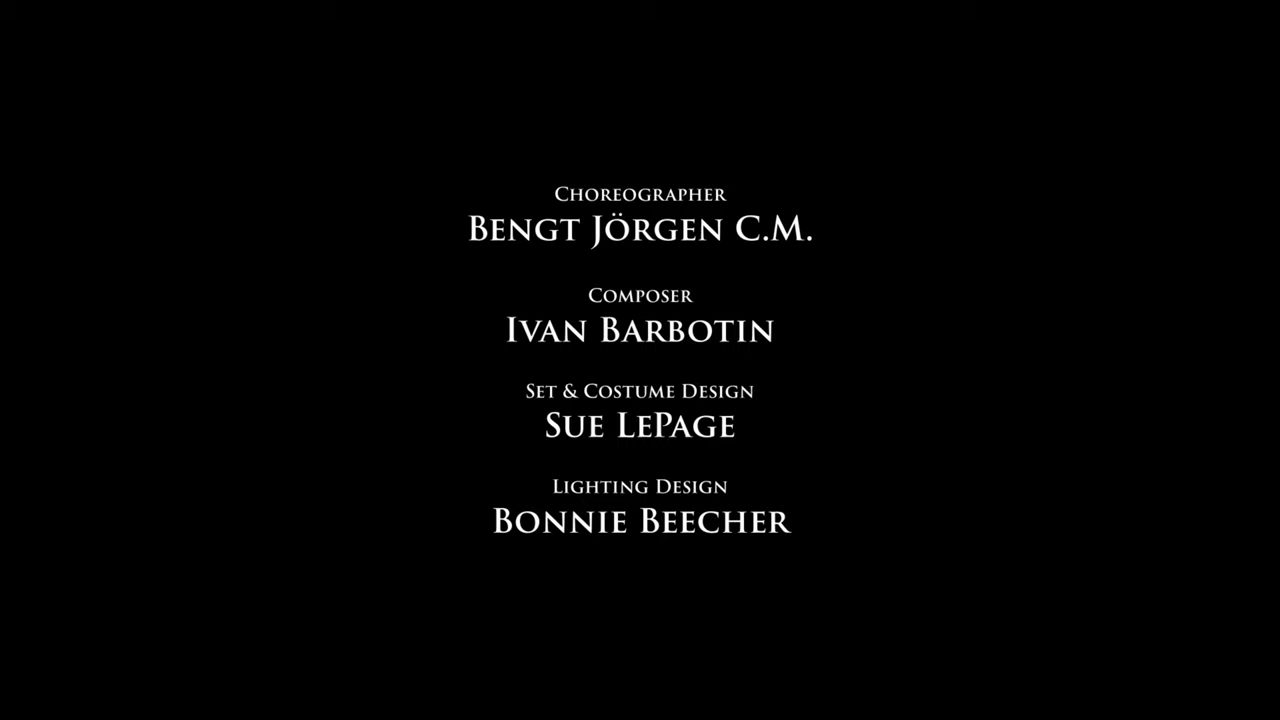 Choreographer
Bengt Jörgen C.M.
Composer
Ivan Barbotin
Set & Costume Design
Sue LePage
Lighting Design
Bonnie Beecher